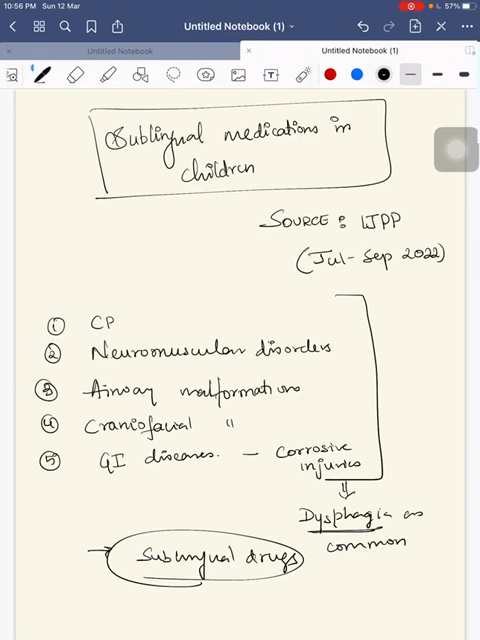 10:56 PM Sun 12 Mar
57%
Untitled Notebook (1)
Untitled Notebook
Untitled Notebook (1)
Sublingual medications in
children
SOURCE : IJPP
(Jul - Sep 2022)
① CP
② Neuromuscular disorders
③ Airway malformations
④ Craniofacial "
⑤ GI diseases. - Corrosive
injuries
⇓
Dysphagia is
common
→ Sublingual drugs